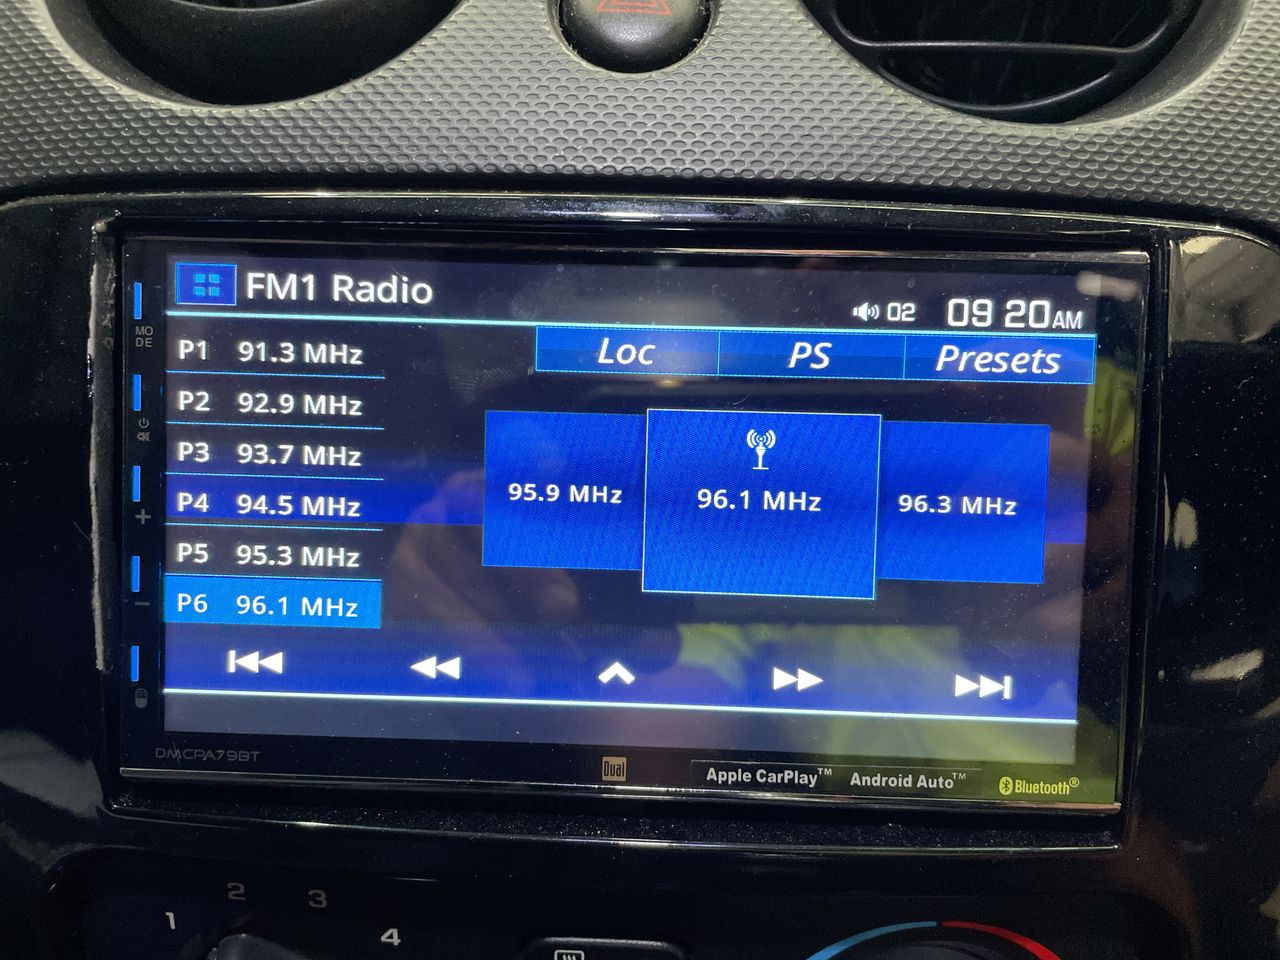 FM1 Radio
02 09 20AM
MO
DE
Loc PS Presets
P1 91.3 MHz
P2 92.9 MHz
P3 93.7 MHz
P4 94.5 MHz
P5 95.3 MHz
P6 96.1 MHz
95.9 MHz 96.1 MHz 96.3 MHz
+
−
DMCPA79BT
Dual
Apple CarPlay™ Android Auto™ Bluetooth®
1 2 3 4